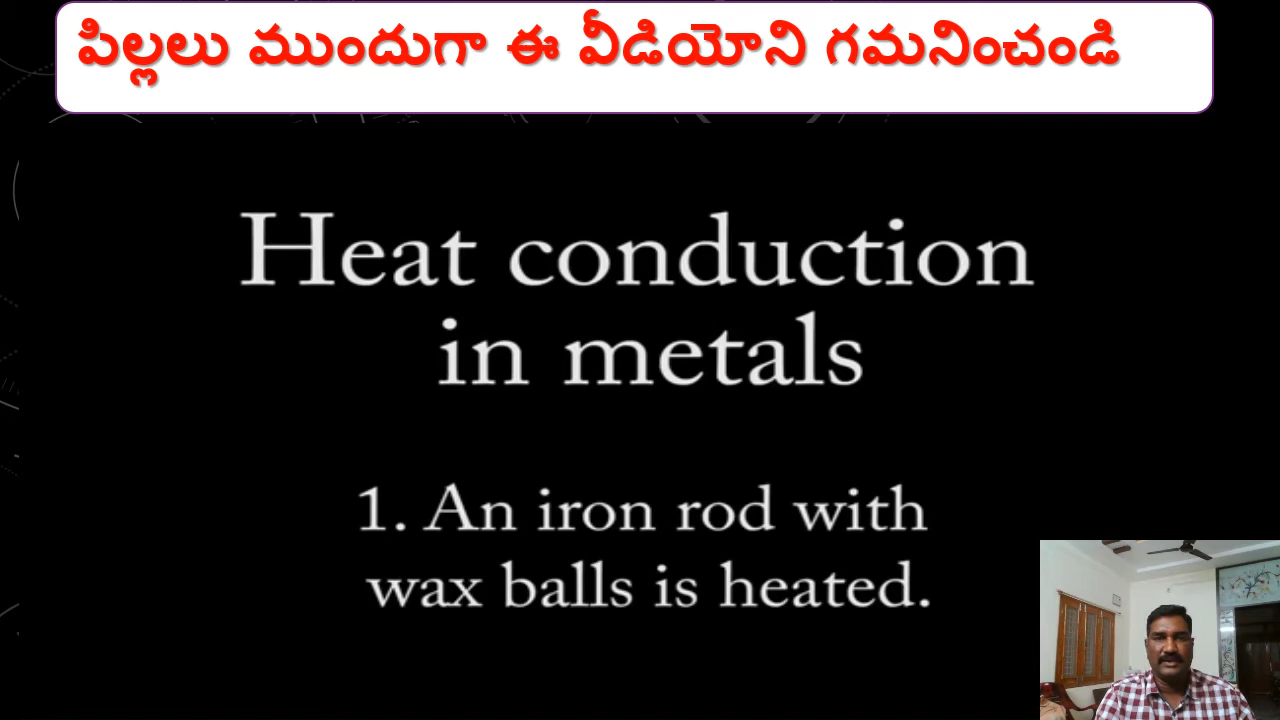 పిల్లలు ముందుగా ఈ వీడియోని గమనించండి
Heat conduction
in metals
1. An iron rod with
wax balls is heated.